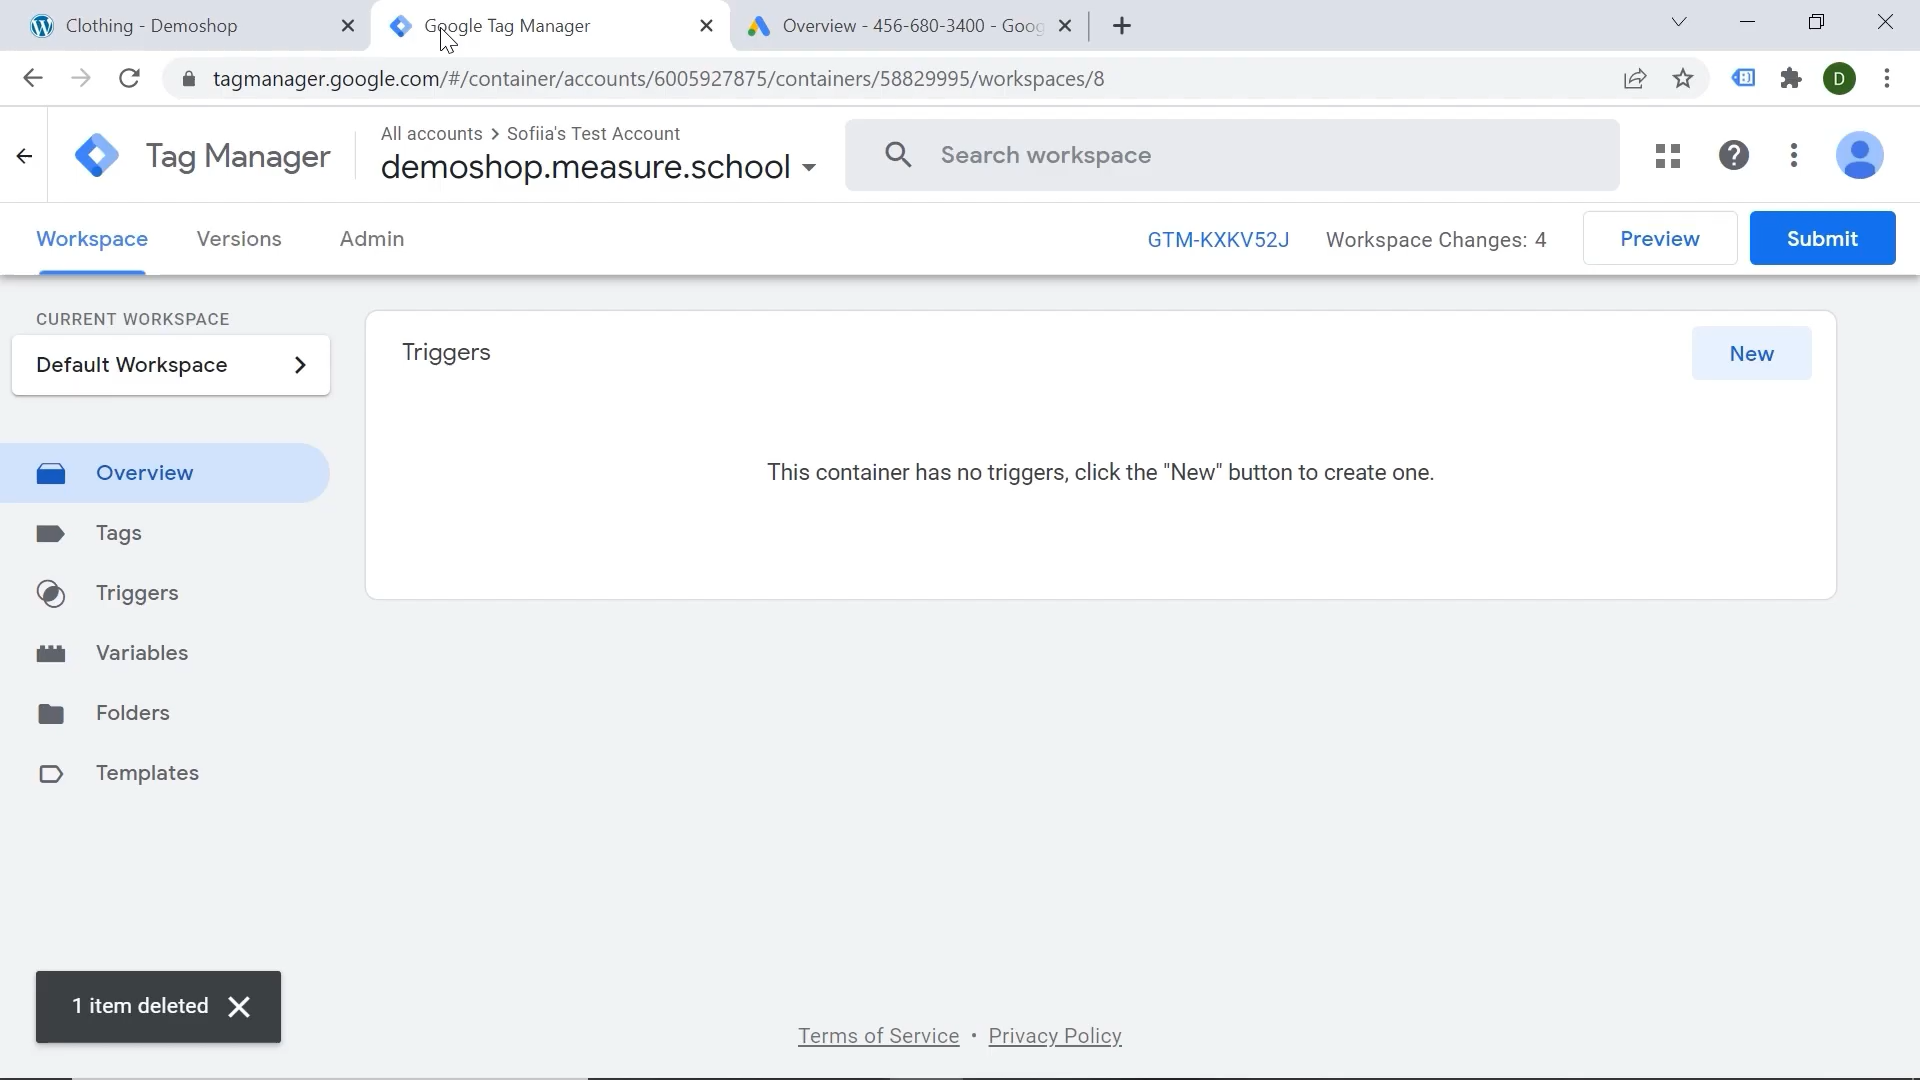 Clothing - Demoshop
Google Tag Manager
Overview - 456-680-3400 - Goog
tagmanager.google.com/#/container/accounts/6005927875/containers/58829995/workspaces/8
D
Tag Manager
All accounts > Sofiia's Test Account
demoshop.measure.school
Search workspace
Workspace
Versions
Admin
GTM-KXKV52J
Workspace Changes: 4
Preview
Submit
CURRENT WORKSPACE
Default Workspace
Triggers
New
This container has no triggers, click the "New" button to create one.
Overview
Tags
Triggers
Variables
Folders
Templates
1 item deleted
Terms of Service • Privacy Policy